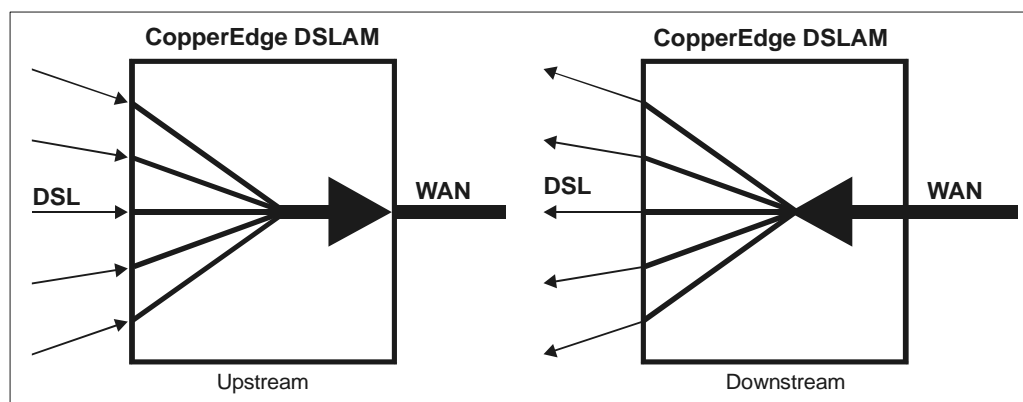 CopperEdge DSLAM
DSL
WAN
Upstream
CopperEdge DSLAM
DSL
WAN
Downstream